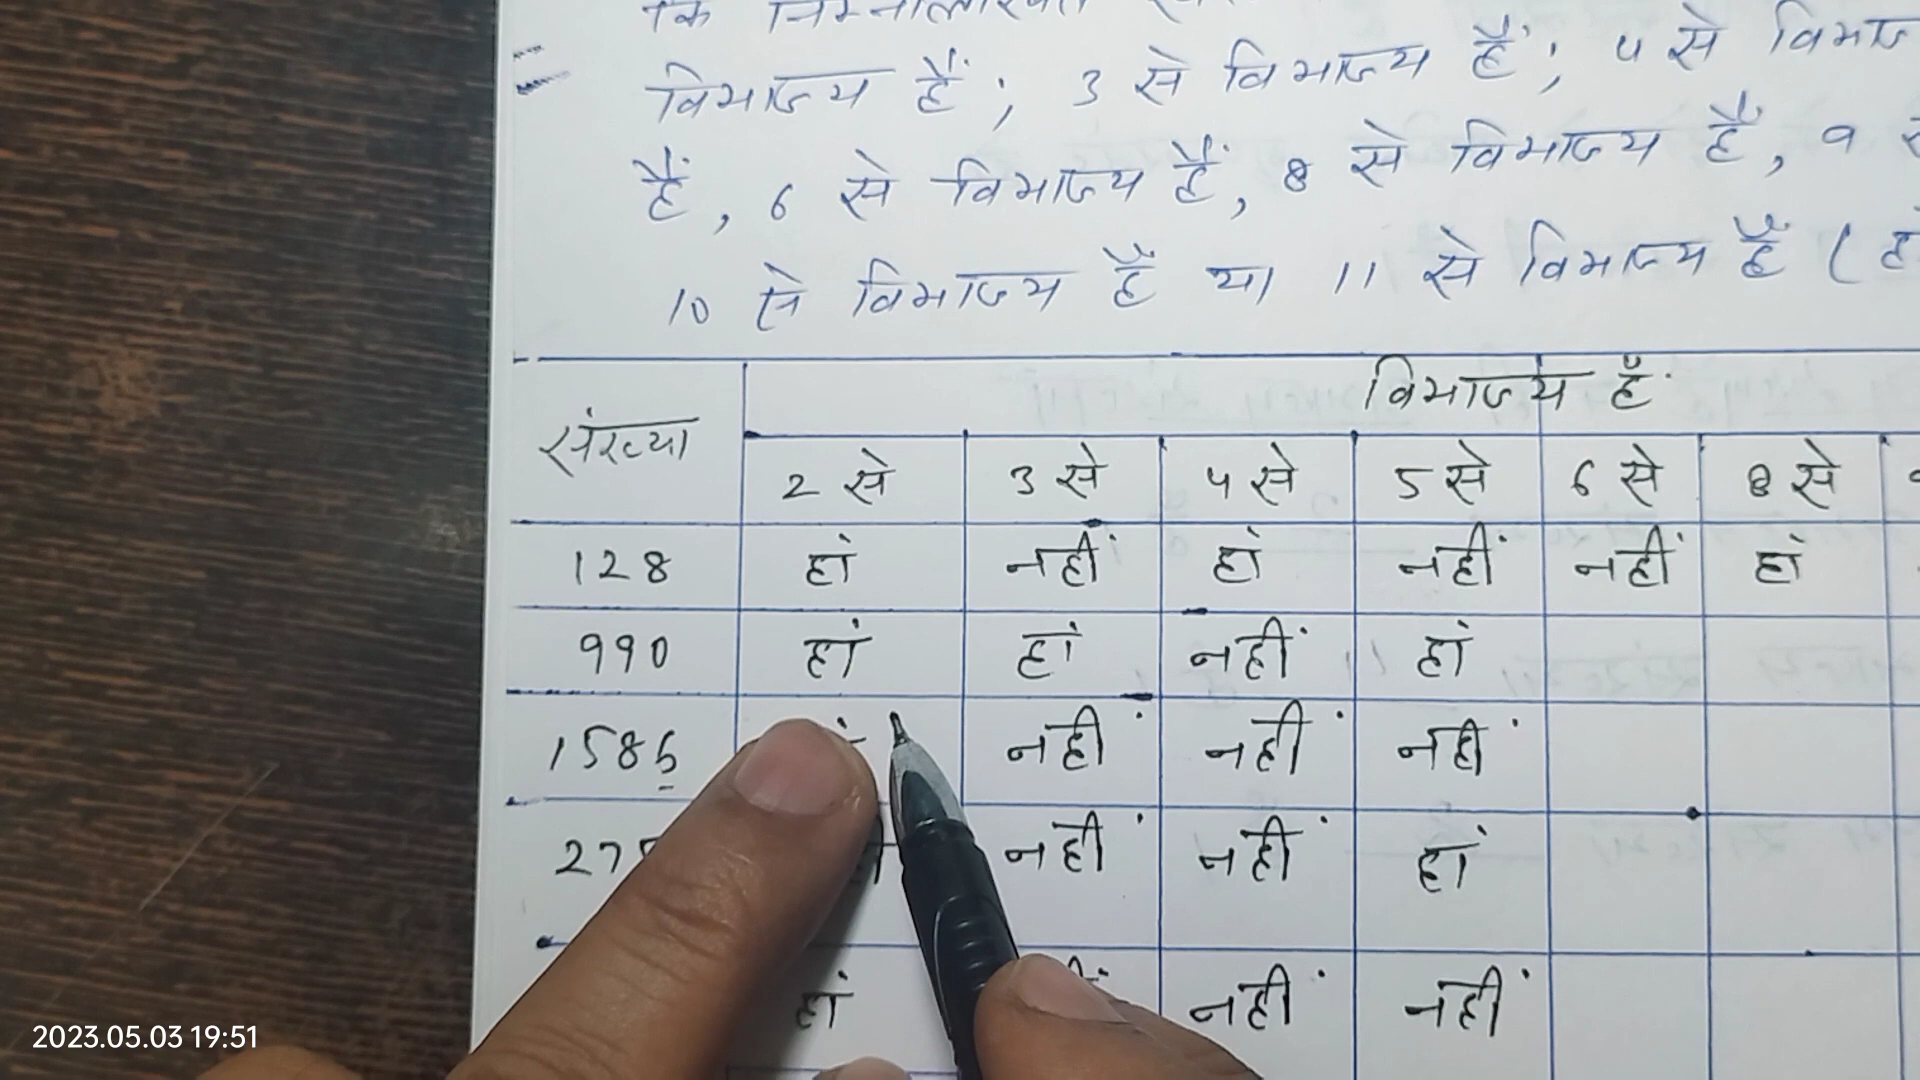 विभाज्य हैं; 3 से विभाज्य हैं; 4 से
हैं, 6 से विभाज्य हैं, 8 से विभाज्य हैं, 9
10 से विभाज्य हैं या 11 से विभाज्य हैं (
विभाज्य हैं
संख्या
2 से 3 से 4 से 5 से 6 से 8 से
128 हां नहीं हां नहीं नहीं हां
990 हां हां नहीं हां
1586 नहीं नहीं नहीं
नहीं नहीं हां
हां नहीं नहीं
2023.05.03 19:51